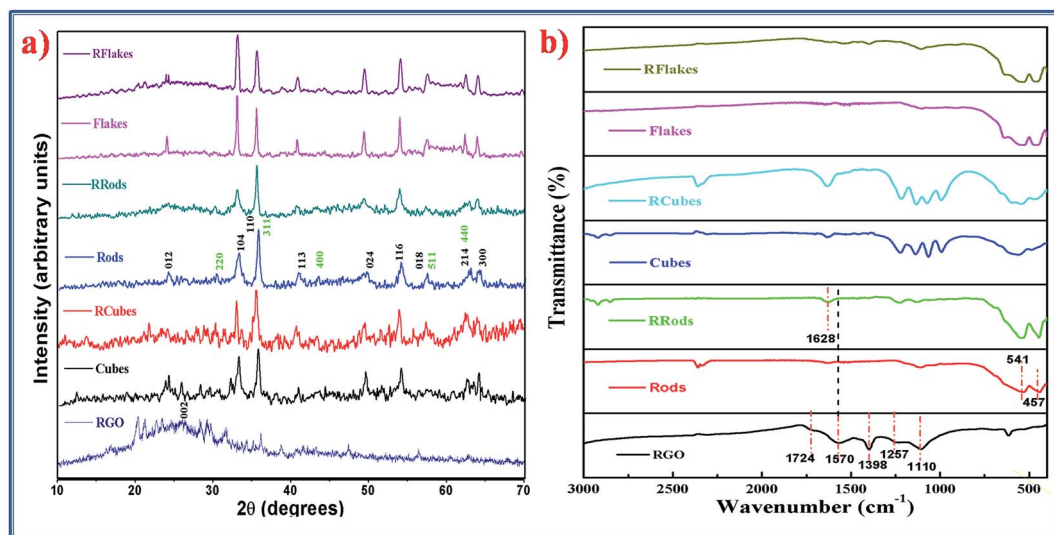 a)
RFlakes
Flakes
RRods
110
311
104
440
Rods
012
220
113
400
024
116
018
511
214
300
RCubes
Cubes
002
RGO
Intensity (arbitrary units)
10 20 30 40 50 60 70
2θ (degrees)
b)
RFlakes
Flakes
RCubes
Cubes
RRods
1628
541
Rods
457
1724 1570 1398 1257 1110
RGO
Transmittance (%)
3000 2000 1500 1000 500
Wavenumber (cm-1)